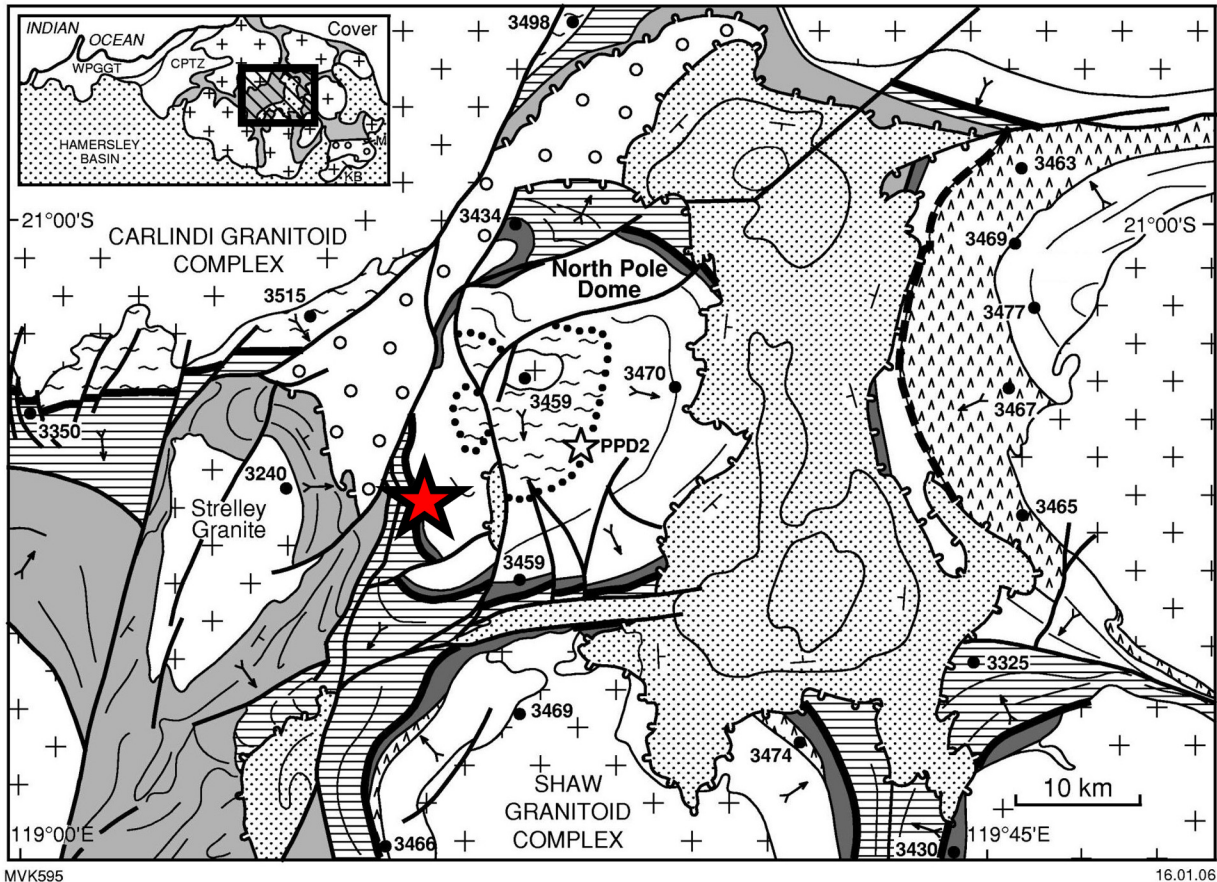 INDIAN
OCEAN
Cover
WPGGT
CPTZ
HAMERSLEY
BASIN
M
KB
3498
21°00'S
3434
CARLINDI GRANITOID
COMPLEX
3515
North Pole
Dome
3463
3469
21°00'S
3477
3470
3459
3467
3350
PPD2
3240
Strelley
Granite
3465
3459
3325
3469
3474
SHAW
GRANITOID
COMPLEX
10 km
119°00'E
3466
3430
119°45'E
MVK595
16.01.06